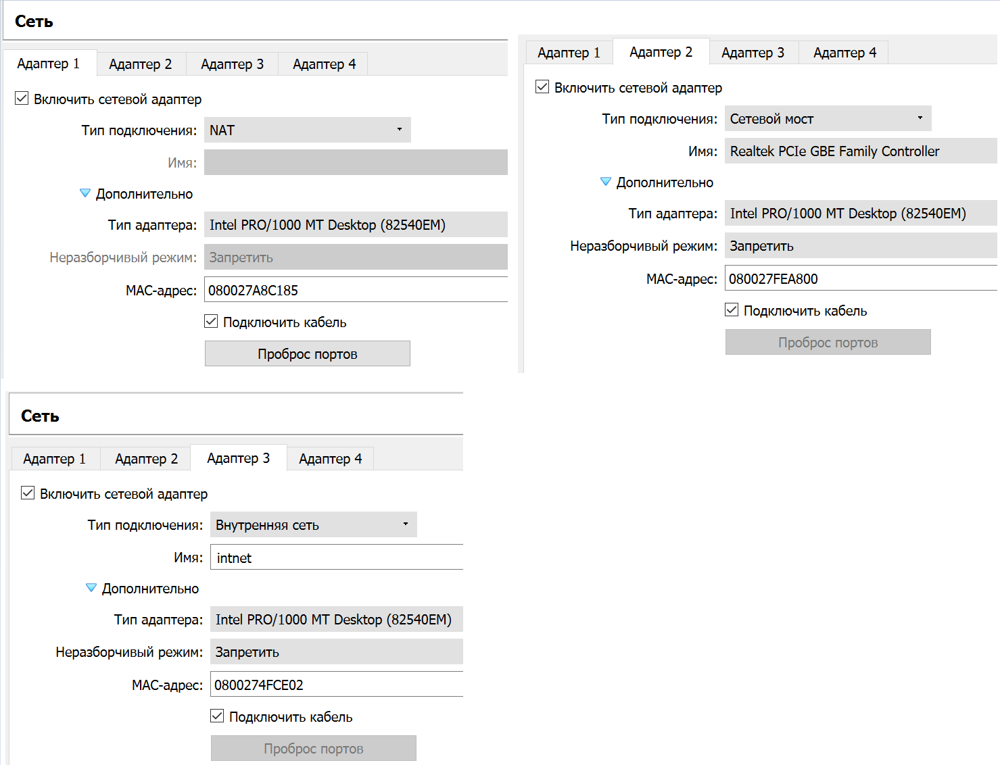 Сеть
Адаптер 1 Адаптер 2 Адаптер 3 Адаптер 4
Включить сетевой адаптер
Тип подключения: NAT
Имя:
Дополнительно
Тип адаптера: Intel PRO/1000 MT Desktop (82540EM)
Неразборчивый режим: Запретить
MAC-адрес: 080027A8C185
Подключить кабель
Проброс портов
Адаптер 1 Адаптер 2 Адаптер 3 Адаптер 4
Включить сетевой адаптер
Тип подключения: Сетевой мост
Имя: Realtek PCIe GBE Family Controller
Дополнительно
Тип адаптера: Intel PRO/1000 MT Desktop (82540EM)
Неразборчивый режим: Запретить
MAC-адрес: 080027FEA800
Подключить кабель
Проброс портов
Сеть
Адаптер 1 Адаптер 2 Адаптер 3 Адаптер 4
Включить сетевой адаптер
Тип подключения: Внутренняя сеть
Имя: intnet
Дополнительно
Тип адаптера: Intel PRO/1000 MT Desktop (82540EM)
Неразборчивый режим: Запретить
MAC-адрес: 0800274FCE02
Подключить кабель
Проброс портов